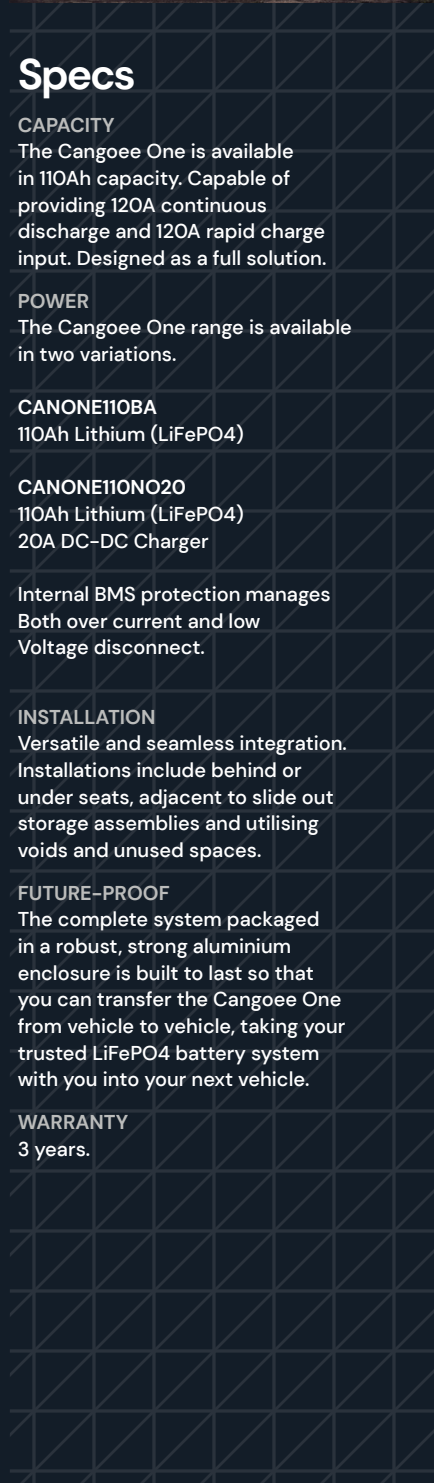 Specs
CAPACITY
The Cangoee One is available
in 110Ah capacity. Capable of
providing 120A continuous
discharge and 120A rapid charge
input. Designed as a full solution.
POWER
The Cangoee One range is available
in two variations.
CANONE110BA
110Ah Lithium (LiFePO4)
CANONE110NO20
110Ah Lithium (LiFePO4)
20A DC-DC Charger
Internal BMS protection manages
Both over current and low
Voltage disconnect.
INSTALLATION
Versatile and seamless integration.
Installations include behind or
under seats, adjacent to slide out
storage assemblies and utilising
voids and unused spaces.
FUTURE-PROOF
The complete system packaged
in a robust, strong aluminium
enclosure is built to last so that
you can transfer the Cangoee One
from vehicle to vehicle, taking your
trusted LiFePO4 battery system
with you into your next vehicle.
WARRANTY
3 years.